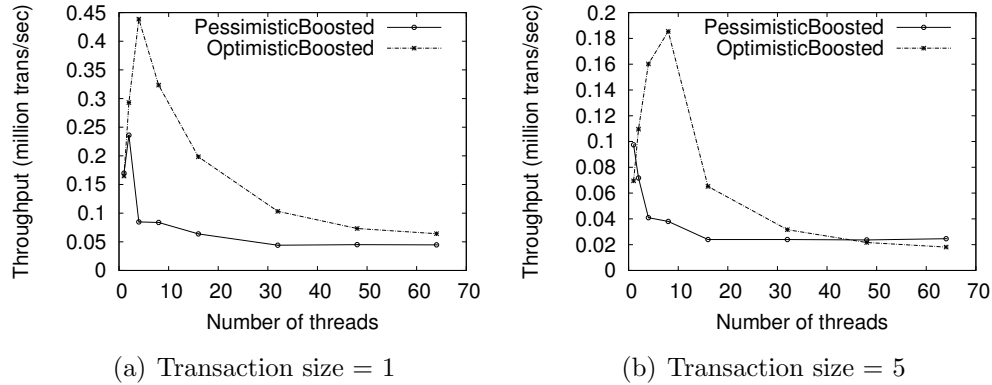 Throughput (million trans/sec)
0.45
0.4
0.35
0.3
0.25
0.2
0.15
0.1
0.05
0
PessimisticBoosted
OptimisticBoosted
0 10 20 30 40 50 60 70
Number of threads
(a) Transaction size = 1
Throughput (million trans/sec)
0.2
0.18
0.16
0.14
0.12
0.1
0.08
0.06
0.04
0.02
0
PessimisticBoosted
OptimisticBoosted
0 10 20 30 40 50 60 70
Number of threads
(b) Transaction size = 5